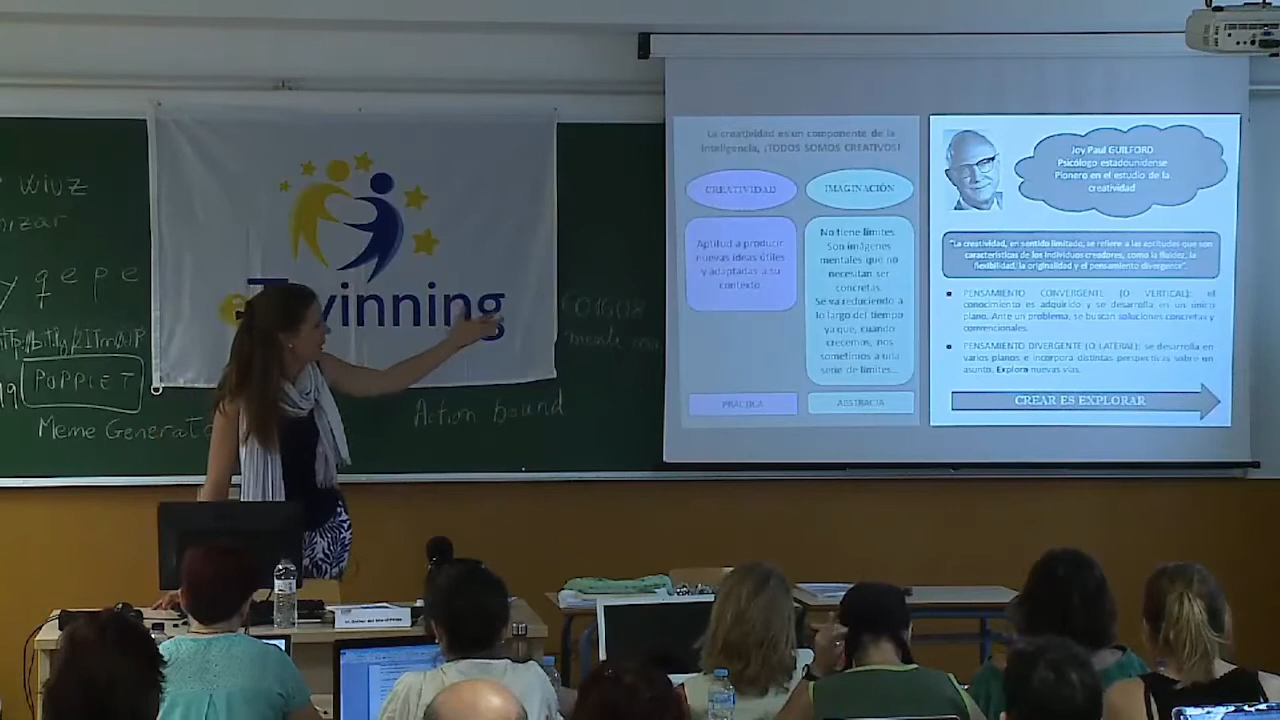 wiuz
y qepe
POPPLET
Meme Generato
Action bound
eTwinning
La creatividad es un componente de la
inteligencia, ¡TODOS SOMOS CREATIVOS!
CREATIVIDAD
Aptitud a producir
nuevas ideas útiles
y adaptadas a su
contexto.
PRÁCTICA
IMAGINACIÓN
No tiene límites.
Son imágenes
mentales que no
necesitan ser
concretas.
Se va reduciendo a
lo largo del tiempo
ya que, cuando
crecemos, nos
sometimos a una
serie de límites...
ABSTRACTA
Joy Paul GUILFORD
Psicólogo estadounidense
Pionero en el estudio de la
creatividad
"La creatividad, en sentido limitado, se refiere a las aptitudes que son
características de los individuos creadores, como la fluidez, la
flexibilidad, la originalidad y el pensamiento divergente".
PENSAMIENTO CONVERGENTE (O VERTICAL): el
conocimiento es adquirido y se desarrolla en un único
plano. Ante un problema, se buscan soluciones concretas y
convencionales.
PENSAMIENTO DIVERGENTE (O LATERAL): se desarrolla en
varios planos e incorpora distintas perspectivas sobre un
asunto. Explora nuevas vías.
CREAR ES EXPLORAR